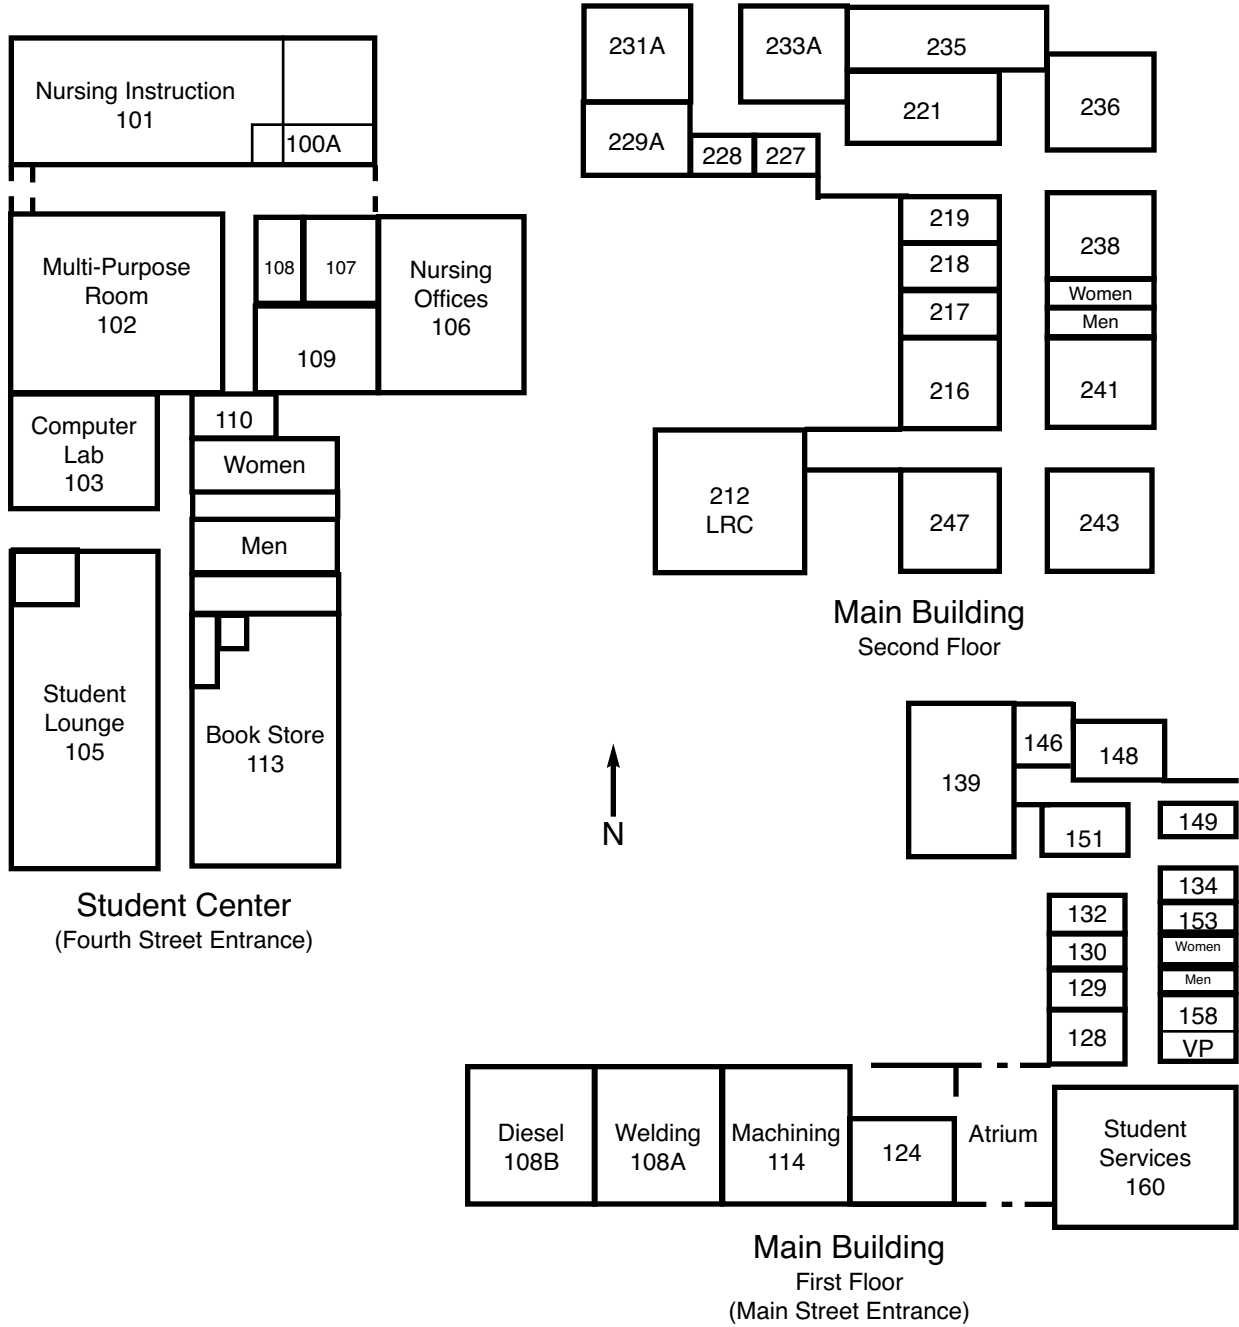 Nursing Instruction
101
100A
Multi-Purpose
Room
102
108
107
Nursing
Offices
106
109
Computer
Lab
103
110
Women
Men
Student
Lounge
105
Book Store
113
Student Center
(Fourth Street Entrance)
231A
233A
235
229A
228
227
221
236
219
218
217
216
238
Women
Men
241
212
LRC
247
243
Main Building
Second Floor
N
139
146
148
151
149
132
130
129
128
134
153
Women
Men
158
VP
Diesel
108B
Welding
108A
Machining
114
124
Atrium
Student
Services
160
Main Building
First Floor
(Main Street Entrance)